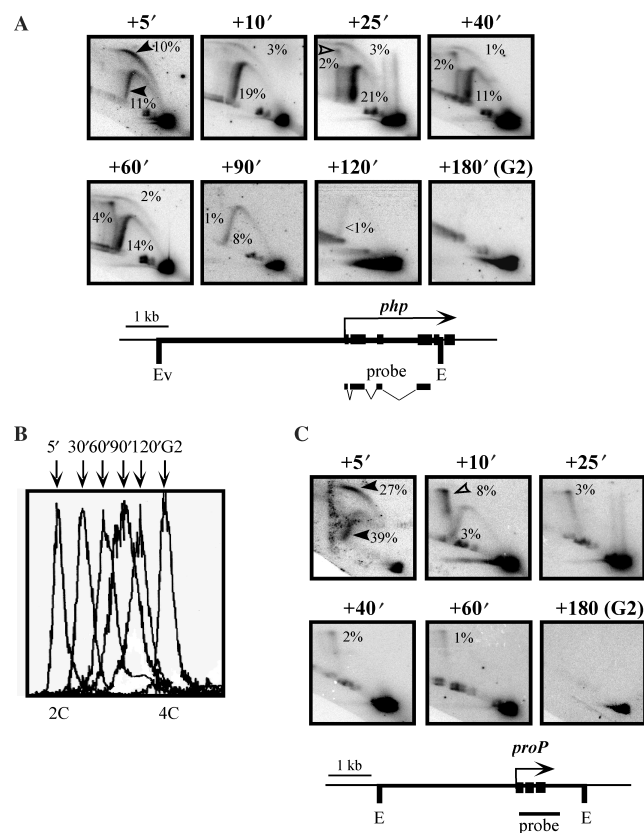 A
+5′ +10′ +25′ +40′
10% 3% 3% 1%
2% 2%
11% 19% 21% 11%
+60′ +90′ +120′ +180′ (G2)
2%
4% 1%
14% 8% <1%
1 kb php
Ev E
probe
B
5′ 30′60′90′120′G2
2C 4C
C
+5′ +10′ +25′
27% 8% 3%
39% 3%
+40′ +60′ +180 (G2)
2% 1%
1 kb proP
E E
probe